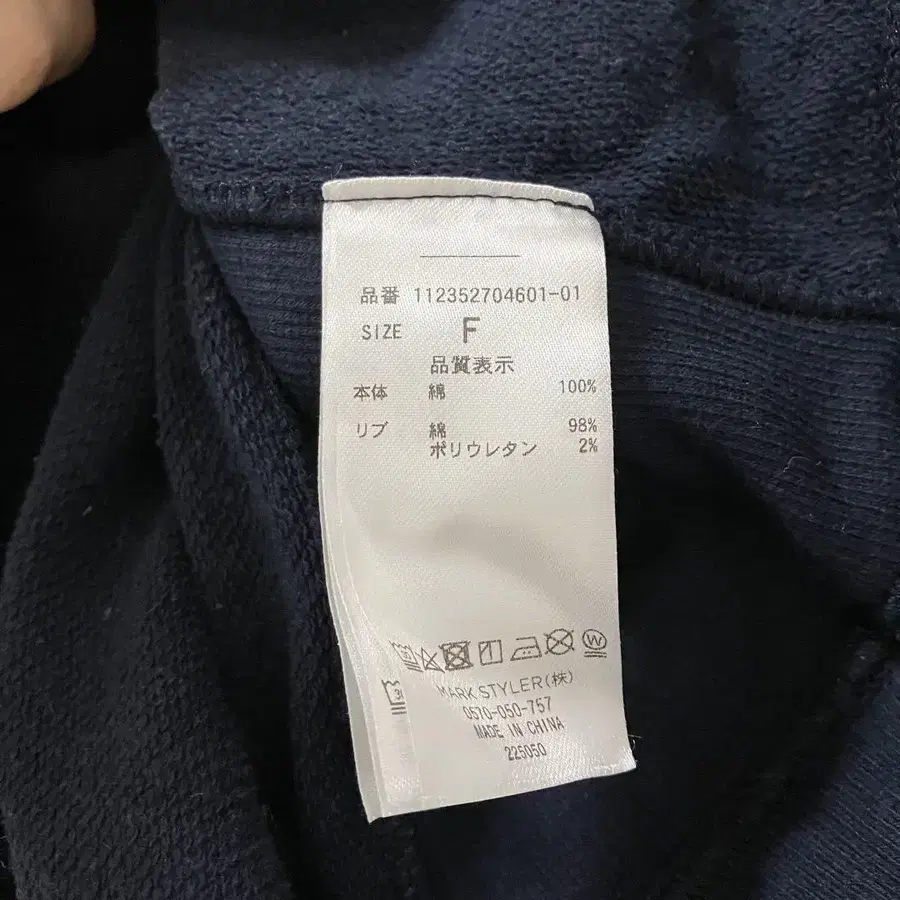 品番 112352704601-01
SIZE F
品質表示
本体 綿 100%
リブ 綿 98%
ポリウレタン 2%
MARK STYLER(株)
0570-050-757
MADE IN CHINA
225050